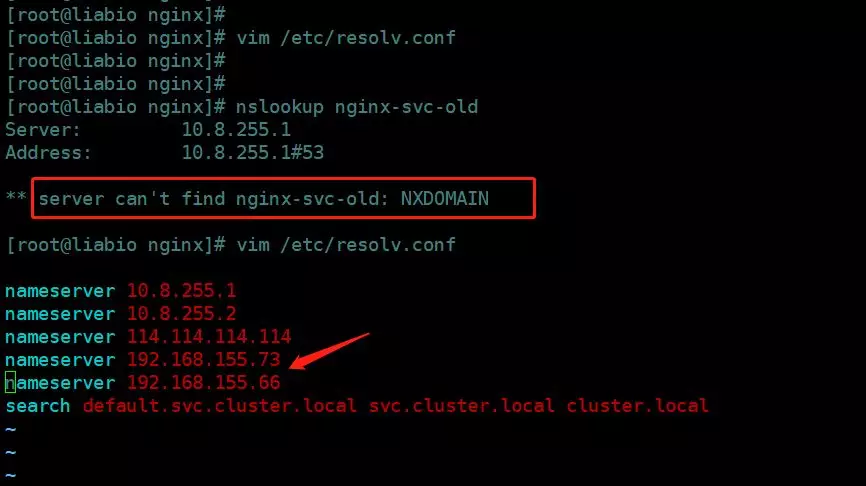 [root@liabio nginx]#
[root@liabio nginx]# vim /etc/resolv.conf
[root@liabio nginx]#
[root@liabio nginx]#
[root@liabio nginx]# nslookup nginx-svc-old
Server:         10.8.255.1
Address:        10.8.255.1#53
** server can't find nginx-svc-old: NXDOMAIN
[root@liabio nginx]# vim /etc/resolv.conf
nameserver 10.8.255.1
nameserver 10.8.255.2
nameserver 114.114.114.114
nameserver 192.168.155.73
nameserver 192.168.155.66
search default.svc.cluster.local svc.cluster.local cluster.local
~
~
~